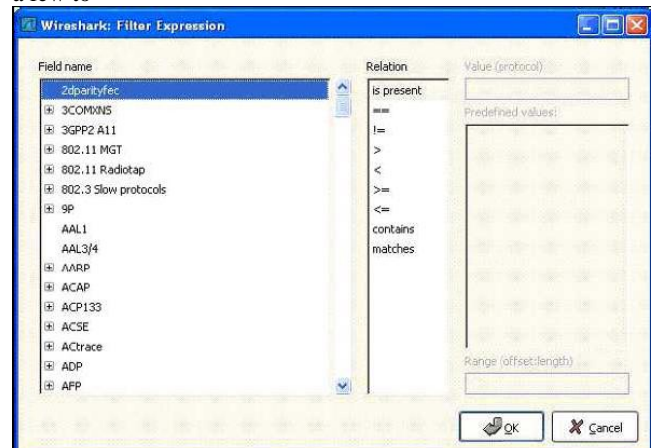 a few to
Wireshark: Filter Expression
Field name
2dparityfec
3COMXNS
3GPP2 A11
802.11 MGT
802.11 Radiotap
802.3 Slow protocols
9P
AAL1
AAL3/4
AARP
ACAP
ACP133
ACSE
ACtrace
ADP
AFP
Relation
is present
==
!=
>
<
>=
<=
contains
matches
Value (protocol)
Predefined values:
Range (offset:length)
OK
Cancel